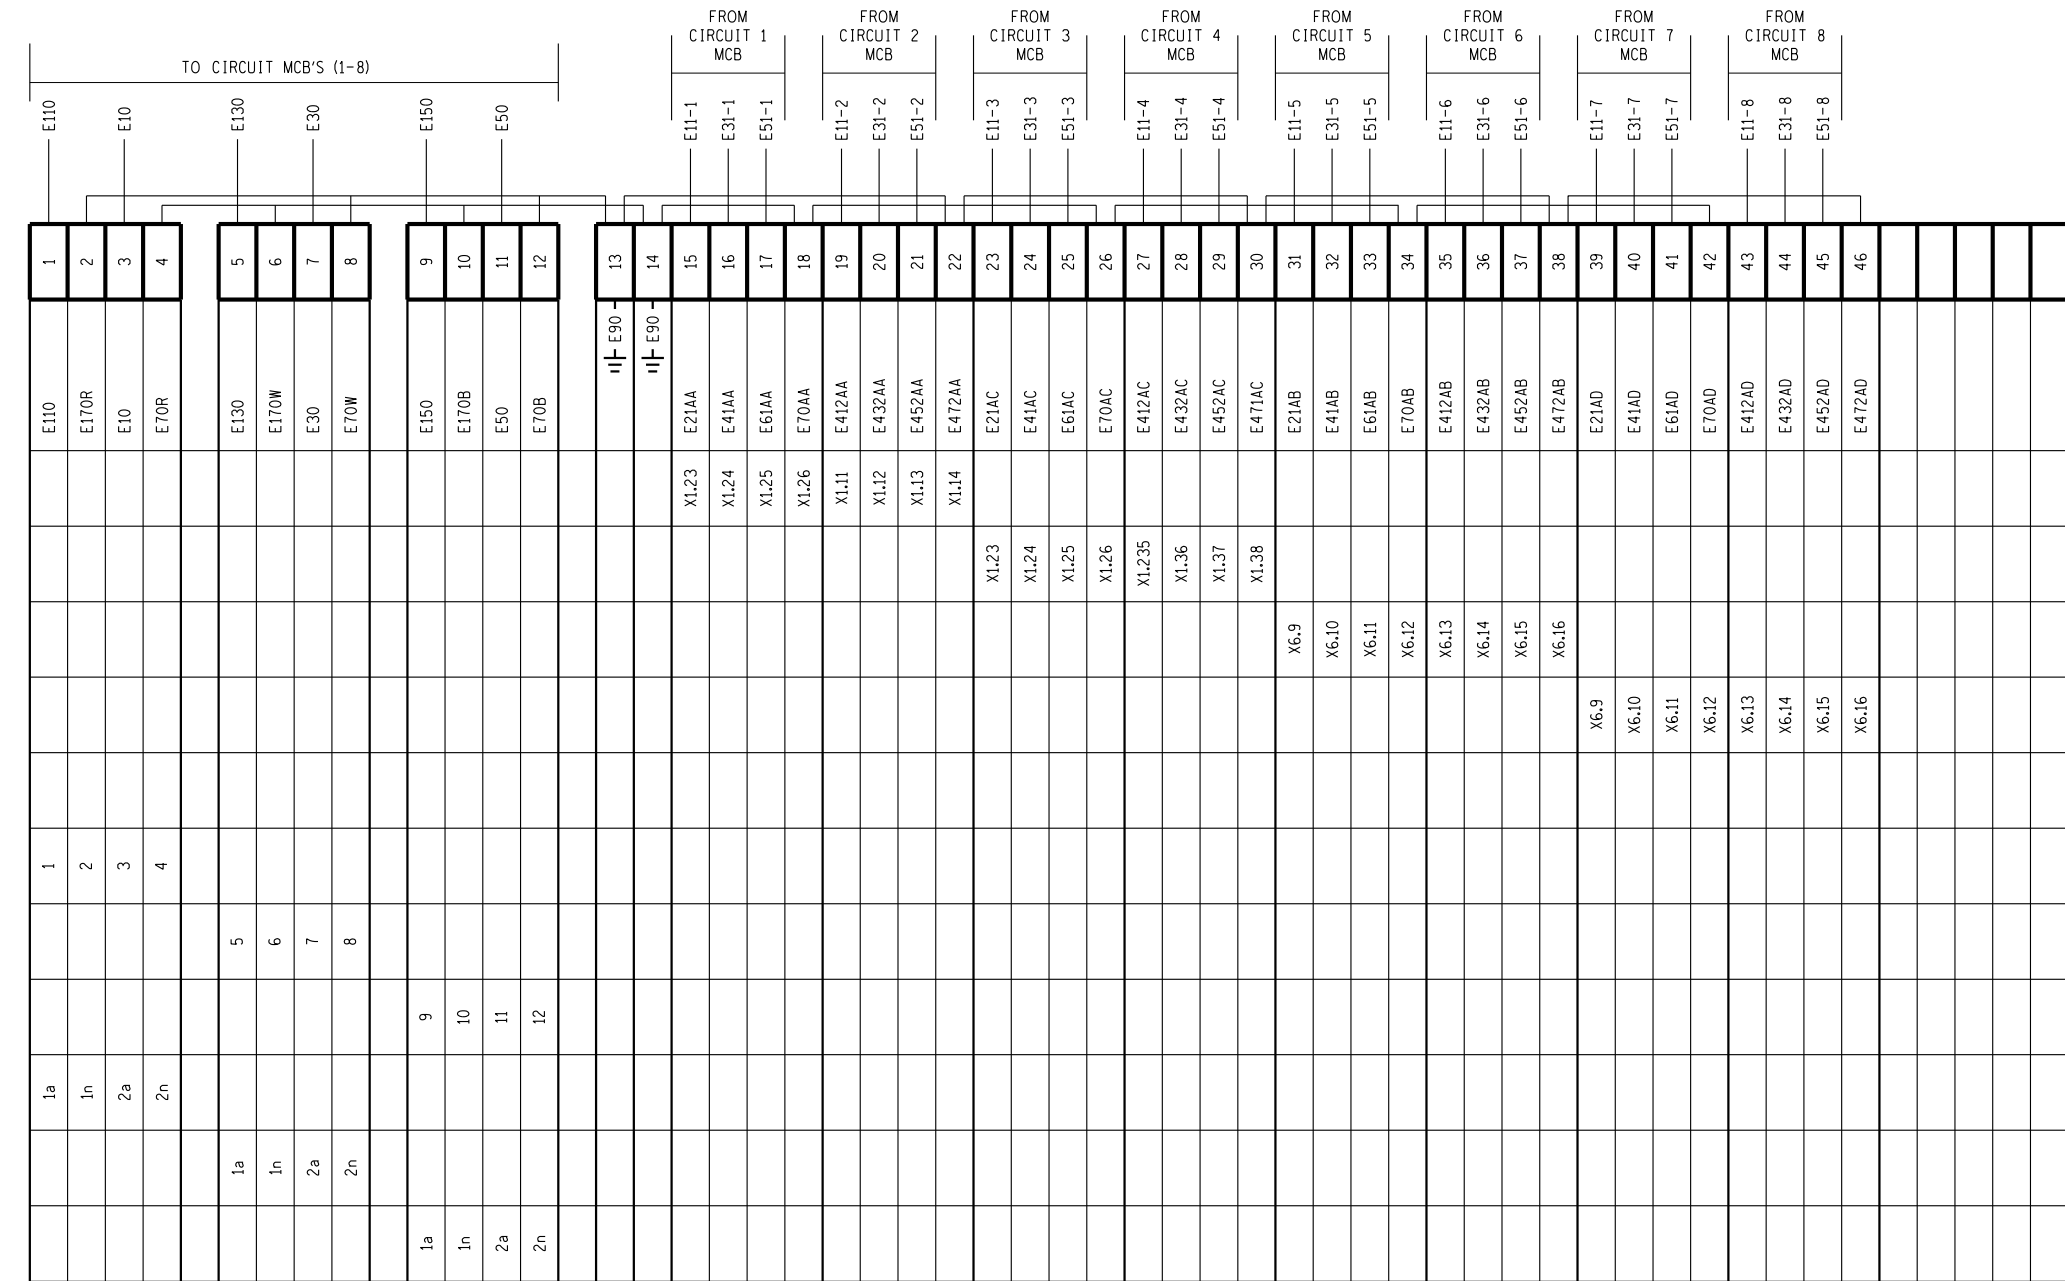 FROM CIRCUIT 1 MCB
FROM CIRCUIT 2 MCB
FROM CIRCUIT 3 MCB
FROM CIRCUIT 4 MCB
FROM CIRCUIT 5 MCB
FROM CIRCUIT 6 MCB
FROM CIRCUIT 7 MCB
FROM CIRCUIT 8 MCB
TO CIRCUIT MCB'S (1-8)
E110 E10 E130 E30 E150 E50 E11-1 E31-1 E51-1 E11-2 E31-2 E51-2 E11-3 E31-3 E51-3 E11-4 E31-4 E51-4 E11-5 E31-5 E51-5 E11-6 E31-6 E51-6 E11-7 E31-7 E51-7 E11-8 E31-8 E51-8
1 2 3 4 5 6 7 8 9 10 11 12 13 14 15 16 17 18 19 20 21 22 23 24 25 26 27 28 29 30 31 32 33 34 35 36 37 38 39 40 41 42 43 44 45 46
E90 E90
E110 E170R E10 E70R E130 E170W E30 E70W E150 E170B E50 E70B E21AA E41AA E61AA E70AA E412AA E432AA E452AA E472AA E21AC E41AC E61AC E70AC E412AC E432AC E452AC E471AC E21AB E41AB E61AB E70AB E412AB E432AB E452AB E472AB E21AD E41AD E61AD E70AD E412AD E432AD E452AD E472AD
X1.23 X1.24 X1.25 X1.26 X1.11 X1.12 X1.13 X1.14
X1.23 X1.24 X1.25 X1.26 X1.235 X1.36 X1.37 X1.38
X6.9 X6.10 X6.11 X6.12 X6.13 X6.14 X6.15 X6.16
X6.9 X6.10 X6.11 X6.12 X6.13 X6.14 X6.15 X6.16
1 2 3 4
5 6 7 8
9 10 11 12
1a 1n 2a 2n
1a 1n 2a 2n
1a 1n 2a 2n